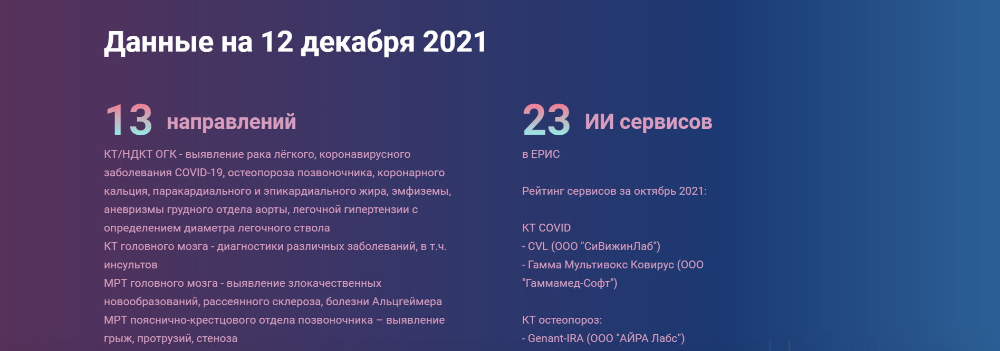 Данные на 12 декабря 2021
13 направлений
КТ/НДКТ ОГК - выявление рака лёгкого, коронавирусного
заболевания COVID-19, остеопороза позвоночника, коронарного
кальция, паракардиального и эпикардиального жира, эмфиземы,
аневризмы грудного отдела аорты, легочной гипертензии с
определением диаметра легочного ствола
КТ головного мозга - диагностики различных заболеваний, в т.ч.
инсультов
МРТ головного мозга - выявление злокачественных
новообразований, рассеянного склероза, болезни Альцгеймера
МРТ пояснично-крестцового отдела позвоночника – выявление
грыж, протрузий, стеноза
23 ИИ сервисов
в ЕРИС
Рейтинг сервисов за октябрь 2021:
КТ COVID
- CVL (ООО "СиВижинЛаб")
- Гамма Мультивокс Ковирус (ООО
"Гаммамед-Софт")
КТ остеопороз:
- Genant-IRA (ООО "АЙРА Лабс")